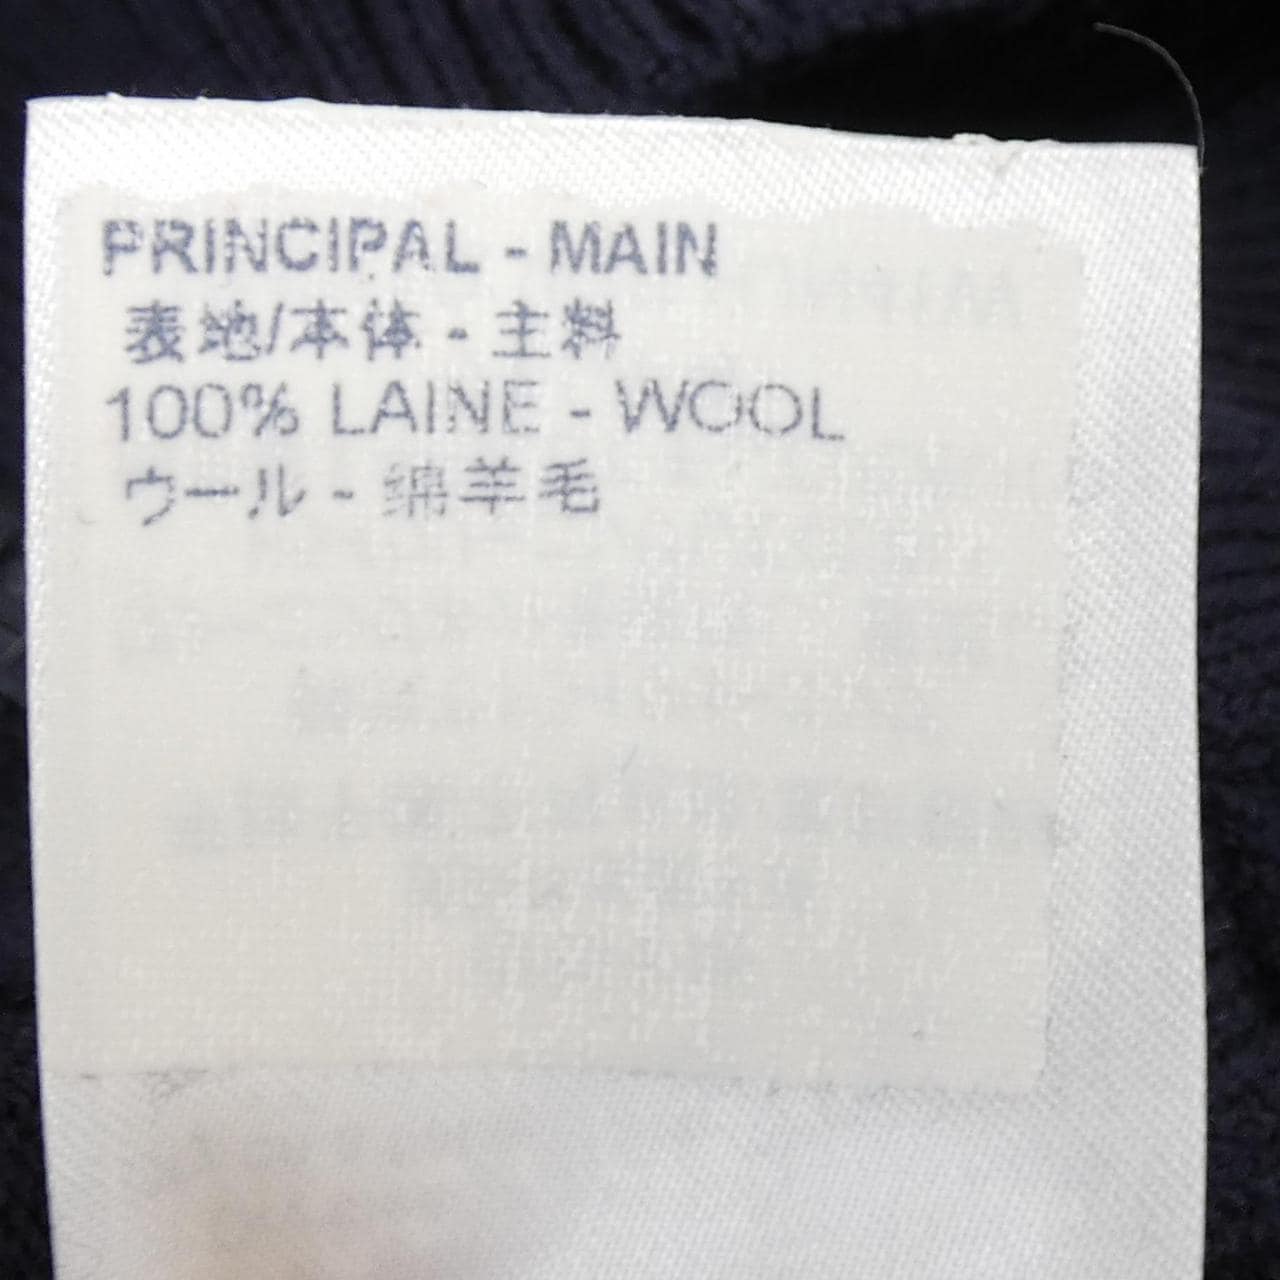 PRINCIPAL - MAIN
表地/本体 - 主料
100% LAINE - WOOL
ウール - 绵羊毛